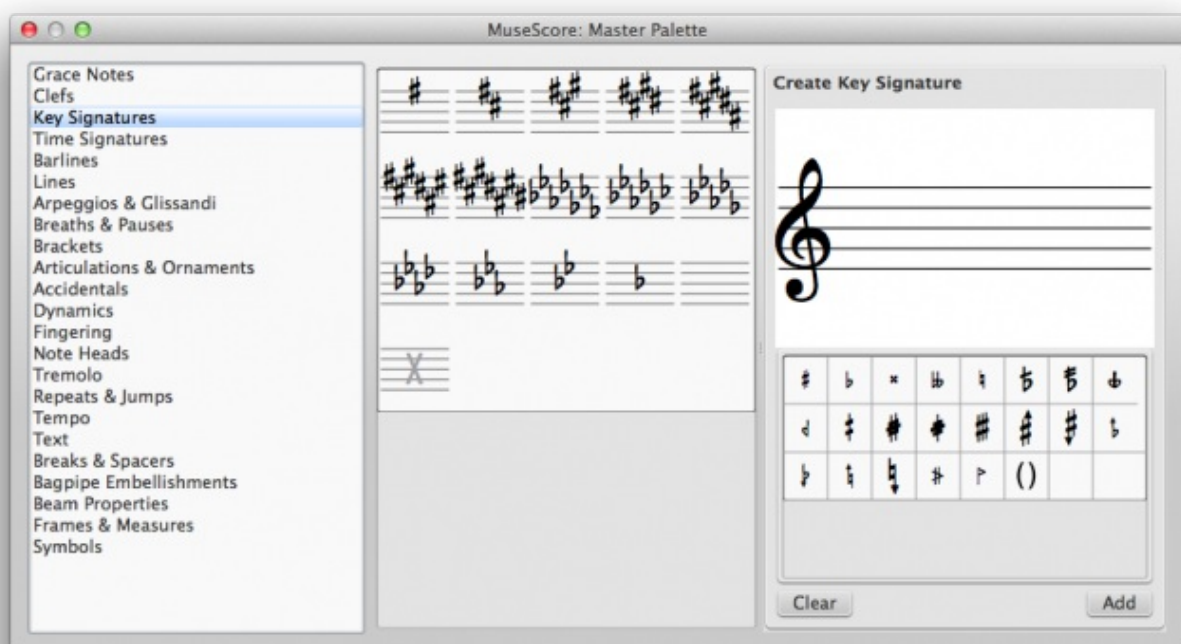 MuseScore: Master Palette
Grace Notes
Clefs
Key Signatures
Time Signatures
Barlines
Lines
Arpeggios & Glissandi
Breaths & Pauses
Brackets
Articulations & Ornaments
Accidentals
Dynamics
Fingering
Note Heads
Tremolo
Repeats & Jumps
Tempo
Text
Breaks & Spacers
Bagpipe Embellishments
Beam Properties
Frames & Measures
Symbols
Create Key Signature
Clear
Add